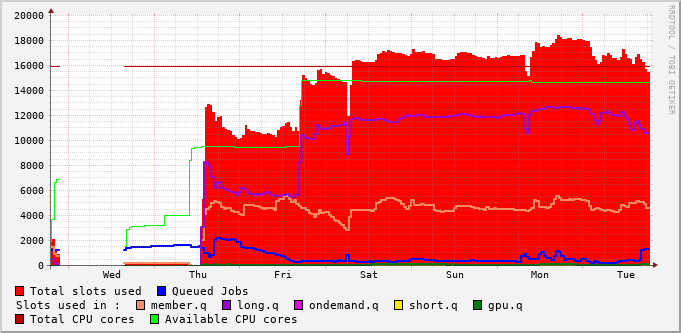 20000
18000
16000
14000
12000
10000
8000
6000
4000
2000
0
Wed Thu Fri Sat Sun Mon Tue
RRDTOOL / TOBI OETIKER
Total slots used Queued Jobs
Slots used in : member.q long.q ondemand.q short.q gpu.q
Total CPU cores Available CPU cores